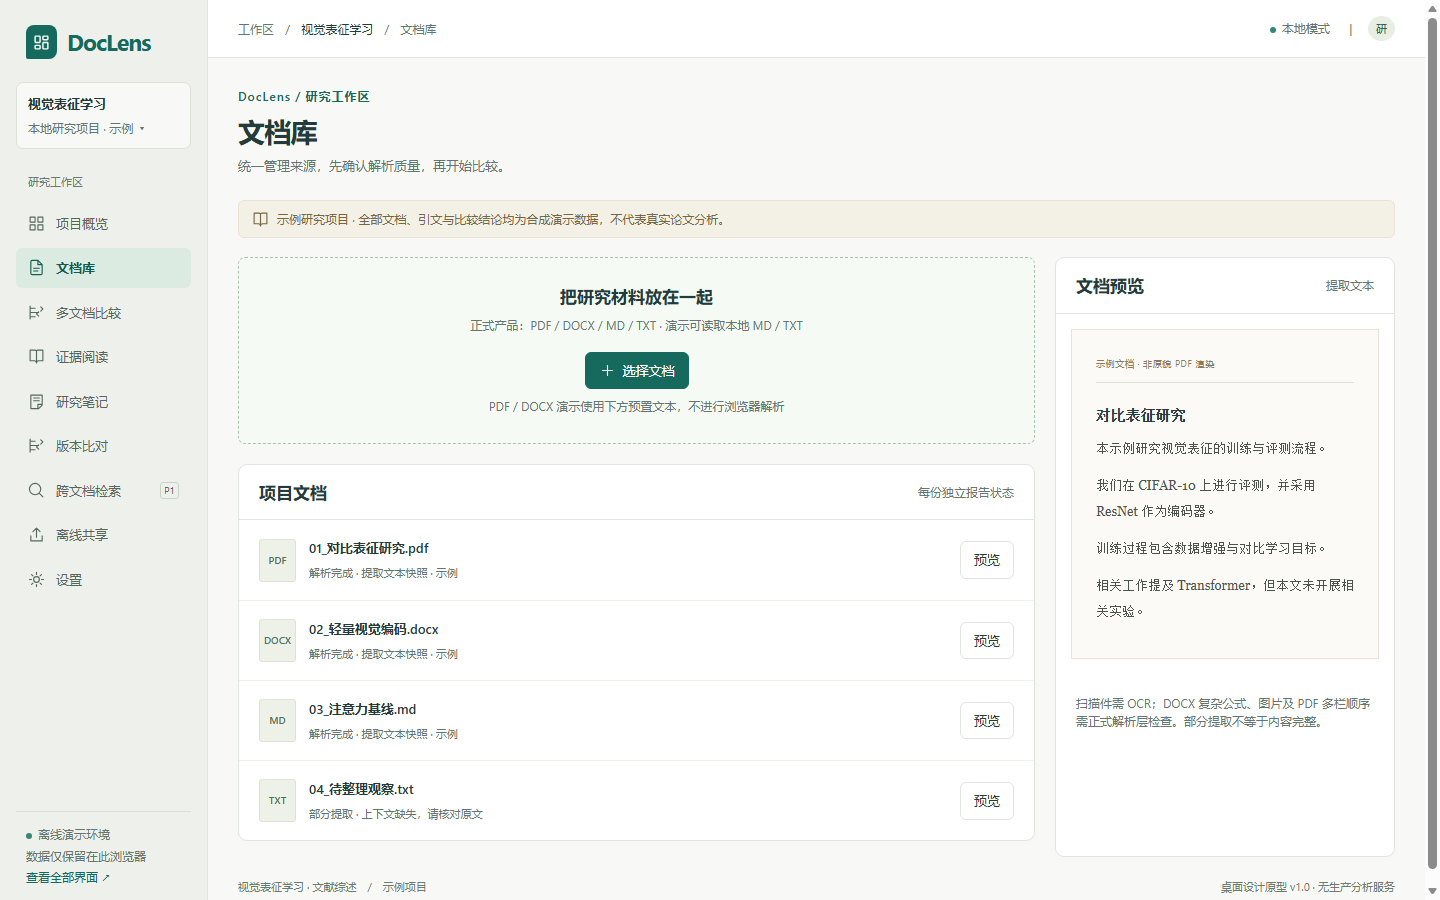 DocLens
视觉表征学习
本地研究项目 · 示例
研究工作区
项目概览
文档库
多文档比较
证据阅读
研究笔记
版本比对
跨文档检索 P1
离线共享
设置
离线演示环境
数据仅保留在此浏览器
查看全部界面 ↗
工作区 / 视觉表征学习 / 文档库
本地模式 | 研
DocLens / 研究工作区
文档库
统一管理来源，先确认解析质量，再开始比较。
示例研究项目 · 全部文档、引文与比较结论均为合成演示数据，不代表真实论文分析。
把研究材料放在一起
正式产品：PDF / DOCX / MD / TXT · 演示可读取本地 MD / TXT
＋ 选择文档
PDF / DOCX 演示使用下方预置文本，不进行浏览器解析
项目文档 每份独立报告状态
PDF
01_对比表征研究.pdf
解析完成 · 提取文本快照 · 示例
预览
DOCX
02_轻量视觉编码.docx
解析完成 · 提取文本快照 · 示例
预览
MD
03_注意力基线.md
解析完成 · 提取文本快照 · 示例
预览
TXT
04_待整理观察.txt
部分提取 · 上下文缺失，请核对原文
预览
文档预览 提取文本
示例文档 · 非原貌 PDF 渲染
对比表征研究
本示例研究视觉表征的训练与评测流程。
我们在 CIFAR-10 上进行评测，并采用
ResNet 作为编码器。
训练过程包含数据增强与对比学习目标。
相关工作提及 Transformer，但本文未开展相
关实验。
扫描件需 OCR；DOCX 复杂公式、图片及 PDF 多栏顺序
需正式解析层检查。部分提取不等于内容完整。
视觉表征学习 · 文献综述 / 示例项目
桌面设计原型 v1.0 · 无生产分析服务